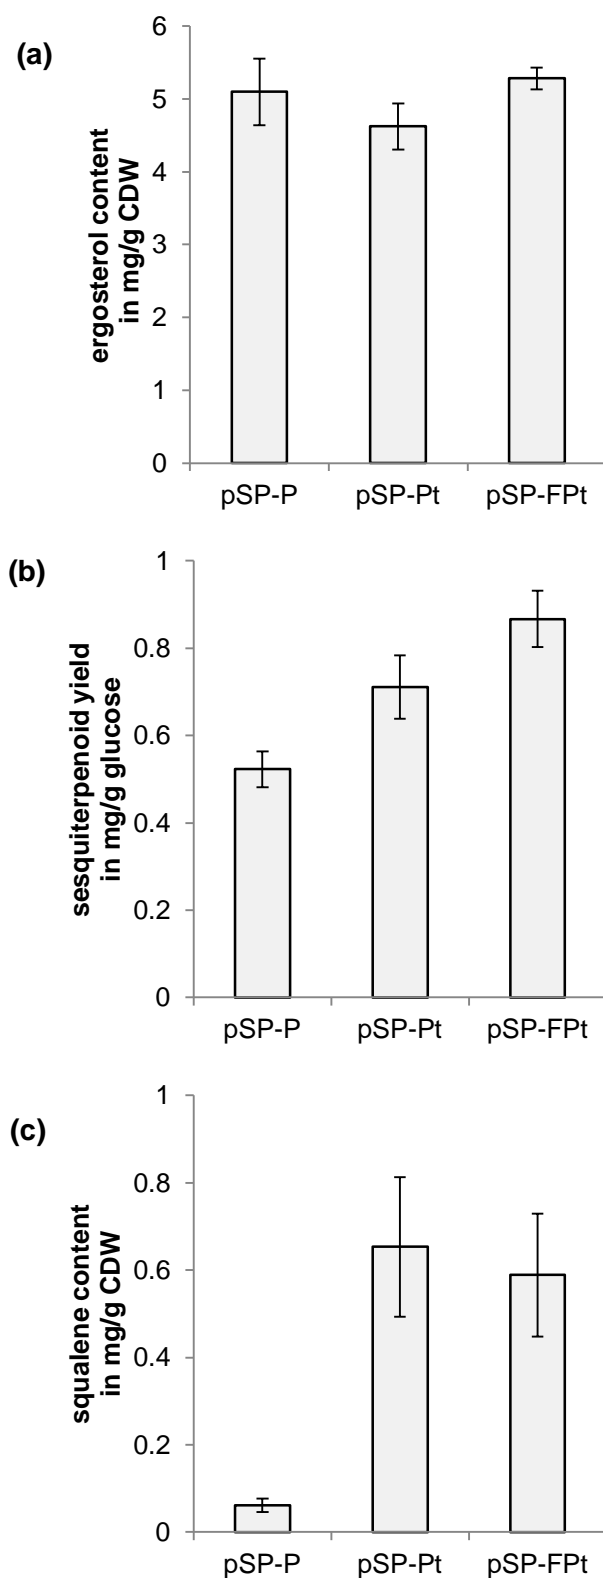 (a)
ergosterol content
in mg/g CDW
6
5
4
3
2
1
0
pSP-P pSP-Pt pSP-FPt
(b)
sesquiterpenoid yield
in mg/g glucose
1
0.8
0.6
0.4
0.2
0
pSP-P pSP-Pt pSP-FPt
(c)
squalene content
in mg/g CDW
1
0.8
0.6
0.4
0.2
0
pSP-P pSP-Pt pSP-FPt